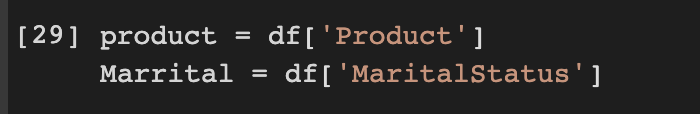 [29] product = df['Product']
Marrital = df['MaritalStatus']